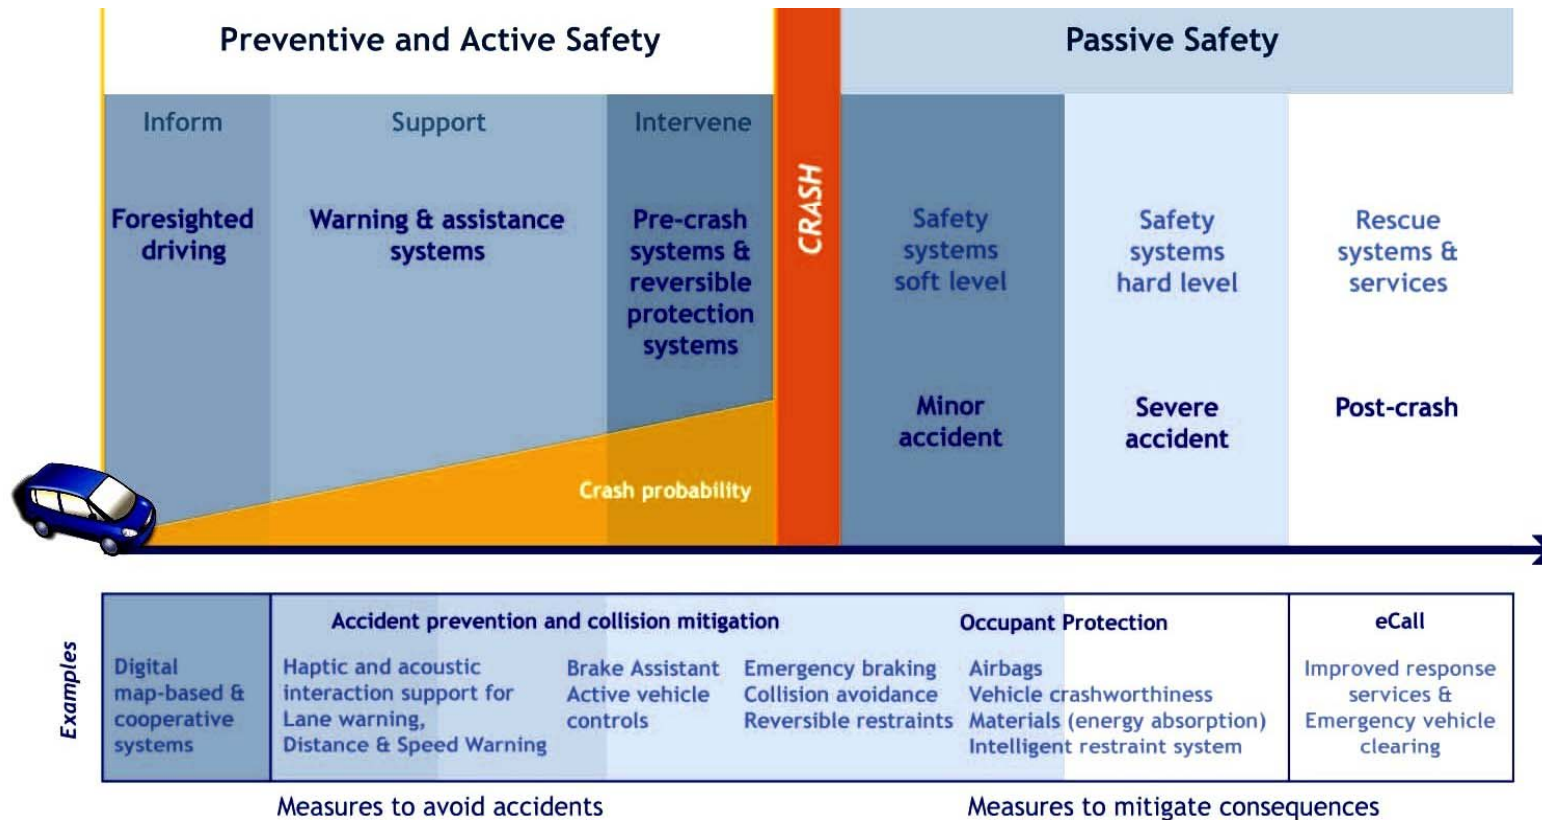 Preventive and Active Safety
Passive Safety
Inform
Support
Intervene
Foresighted
driving
Warning & assistance
systems
Pre-crash
systems &
reversible
protection
systems
CRASH
Safety
systems
soft level
Safety
systems
hard level
Rescue
systems &
services
Minor
accident
Severe
accident
Post-crash
Crash probability
Examples
Digital
map-based &
cooperative
systems
Accident prevention and collision mitigation
Haptic and acoustic
interaction support for
Lane warning,
Distance & Speed Warning
Brake Assistant
Active vehicle
controls
Emergency braking
Collision avoidance
Reversible restraints
Occupant Protection
Airbags
Vehicle crashworthiness
Materials (energy absorption)
Intelligent restraint system
eCall
Improved response
services &
Emergency vehicle
clearing
Measures to avoid accidents
Measures to mitigate consequences